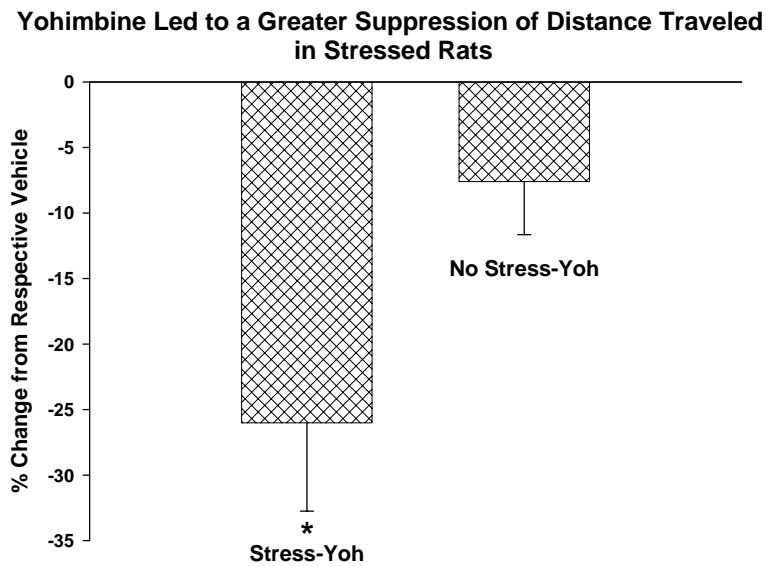 Yohimbine Led to a Greater Suppression of Distance Traveled
in Stressed Rats
% Change from Respective Vehicle
0
-5
-10
-15
-20
-25
-30
-35
No Stress-Yoh
*
Stress-Yoh